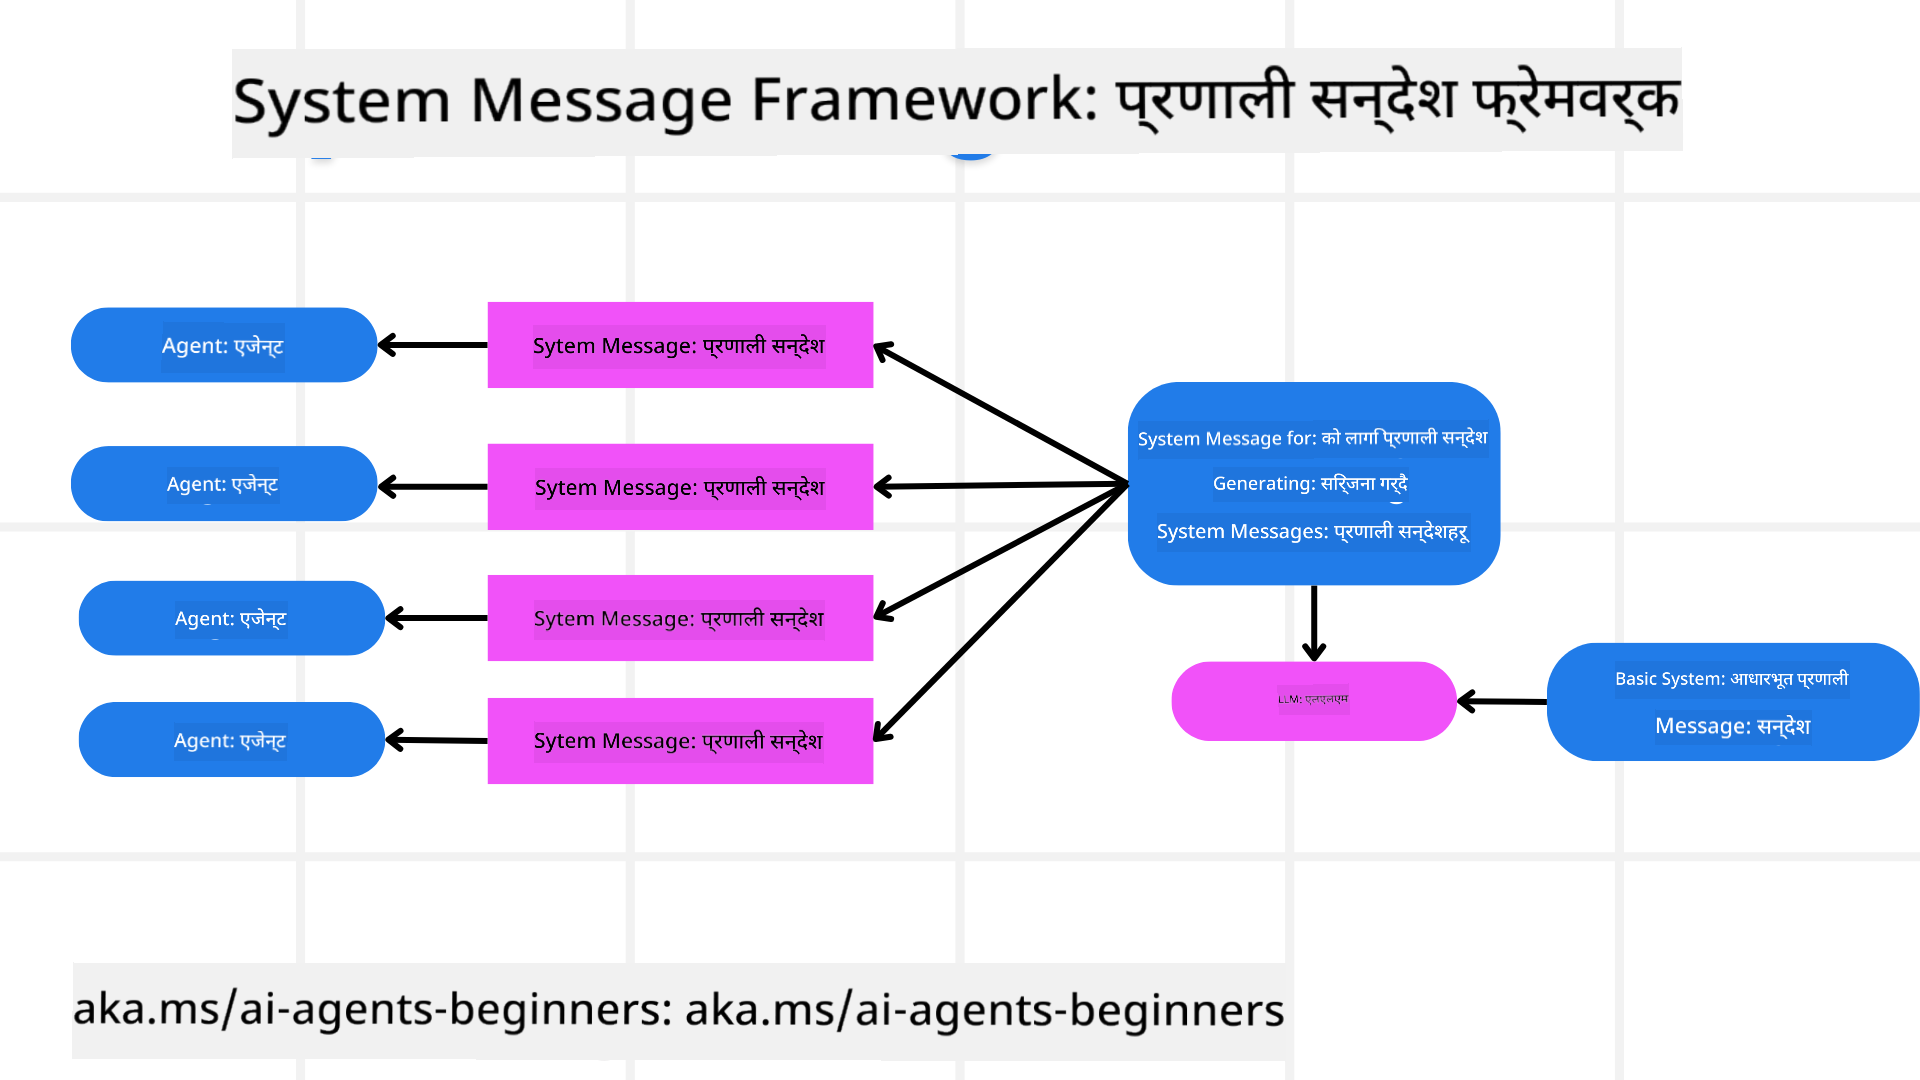 System Message Framework: प्रणाली सन्देश फ्रेमवर्क
Agent: एजेन्ट
Sytem Message: प्रणाली सन्देश
Agent: एजेन्ट
Sytem Message: प्रणाली सन्देश
Agent: एजेन्ट
Sytem Message: प्रणाली सन्देश
Agent: एजेन्ट
Sytem Message: प्रणाली सन्देश
System Message for: को लागि प्रणाली सन्देश
Generating: सिर्जना गर्दै
System Messages: प्रणाली सन्देशहरू
LLM: एलएलएम
Basic System: आधारभूत प्रणाली
Message: सन्देश
aka.ms/ai-agents-beginners: aka.ms/ai-agents-beginners